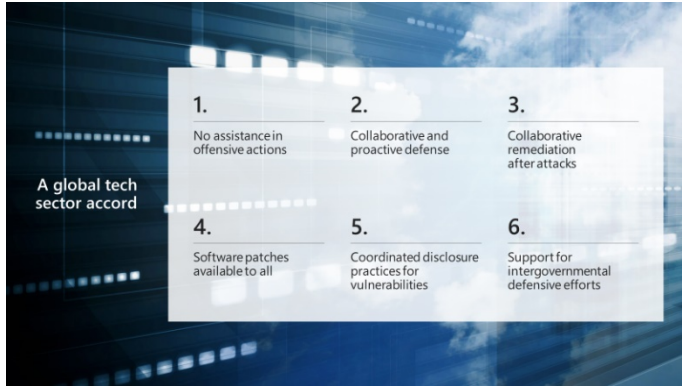 A global tech
sector accord
1.
No assistance in
offensive actions
2.
Collaborative and
proactive defense
3.
Collaborative
remediation
after attacks
4.
Software patches
available to all
5.
Coordinated disclosure
practices for
vulnerabilities
6.
Support for
intergovernmental
defensive efforts